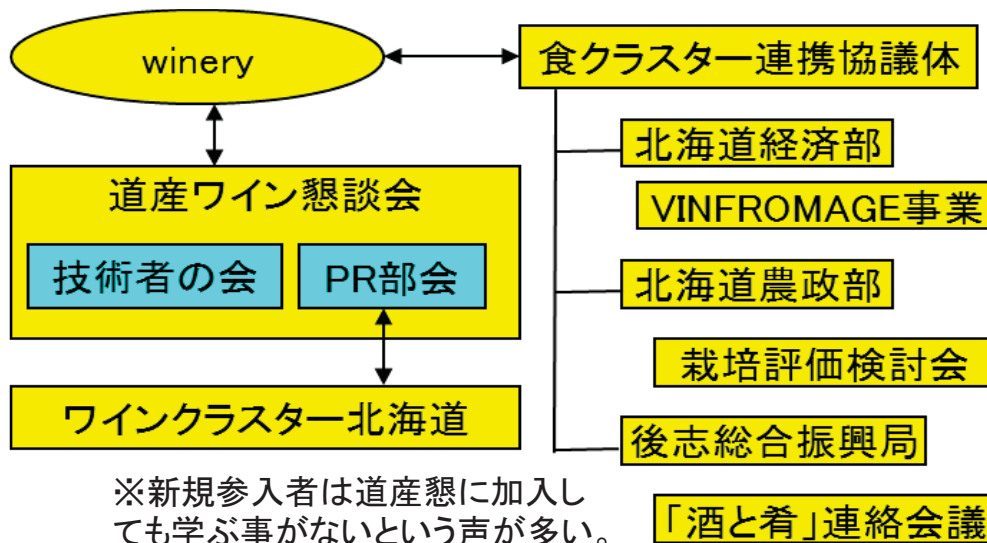 winery
食クラスター連携協議体
北海道経済部
道産ワイン懇談会
VINFROMAGE事業
技術者の会
PR部会
北海道農政部
栽培評価検討会
ワインクラスター北海道
後志総合振興局
※新規参入者は道産懇に加入し
ても学ぶ事がないという声が多い。
「酒と肴」連絡会議